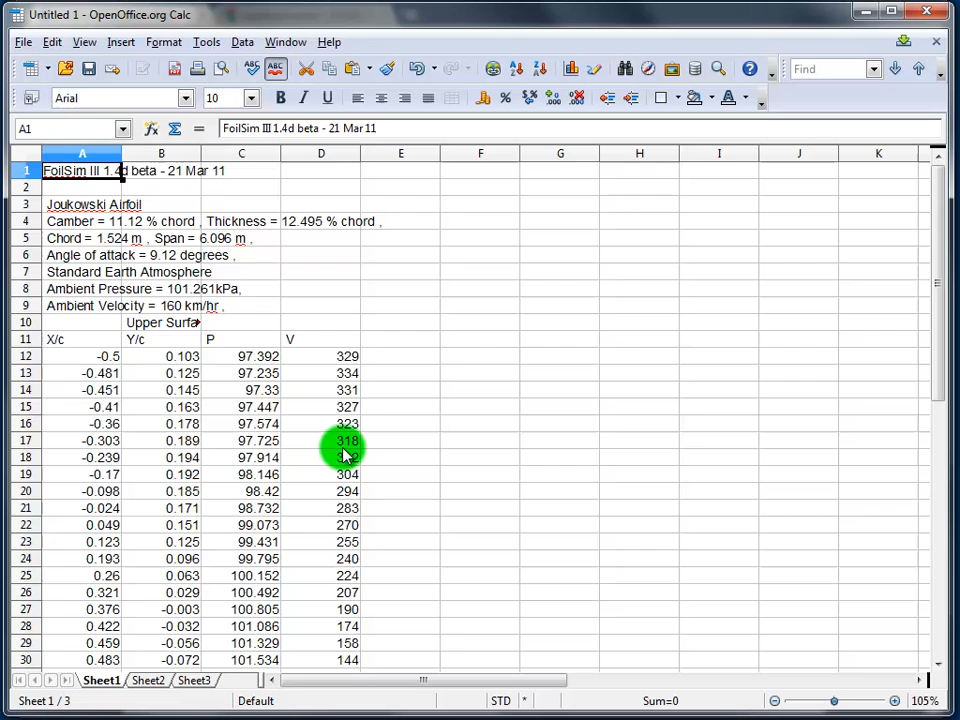 Untitled 1 - OpenOffice.org Calc
File Edit View Insert Format Tools Data Window Help
Find
Arial 10
A1 FoilSim III 1.4d beta - 21 Mar 11
A B C D E F G H I J K
1 FoilSim III 1.4d beta - 21 Mar 11
2
3 Joukowski Airfoil
4 Camber = 11.12 % chord , Thickness = 12.495 % chord ,
5 Chord = 1.524 m , Span = 6.096 m ,
6 Angle of attack = 9.12 degrees ,
7 Standard Earth Atmosphere
8 Ambient Pressure = 101.261kPa,
9 Ambient Velocity = 160 km/hr ,
10 Upper Surfa
11 X/c Y/c P V
12 -0.5 0.103 97.392 329
13 -0.481 0.125 97.235 334
14 -0.451 0.145 97.33 331
15 -0.41 0.163 97.447 327
16 -0.36 0.178 97.574 323
17 -0.303 0.189 97.725 318
18 -0.239 0.194 97.914
19 -0.17 0.192 98.146 304
20 -0.098 0.185 98.42 294
21 -0.024 0.171 98.732 283
22 0.049 0.151 99.073 270
23 0.123 0.125 99.431 255
24 0.193 0.096 99.795 240
25 0.26 0.063 100.152 224
26 0.321 0.029 100.492 207
27 0.376 -0.003 100.805 190
28 0.422 -0.032 101.086 174
29 0.459 -0.056 101.329 158
30 0.483 -0.072 101.534 144
Sheet1 Sheet2 Sheet3
Sheet 1 / 3 Default STD * Sum=0 105%